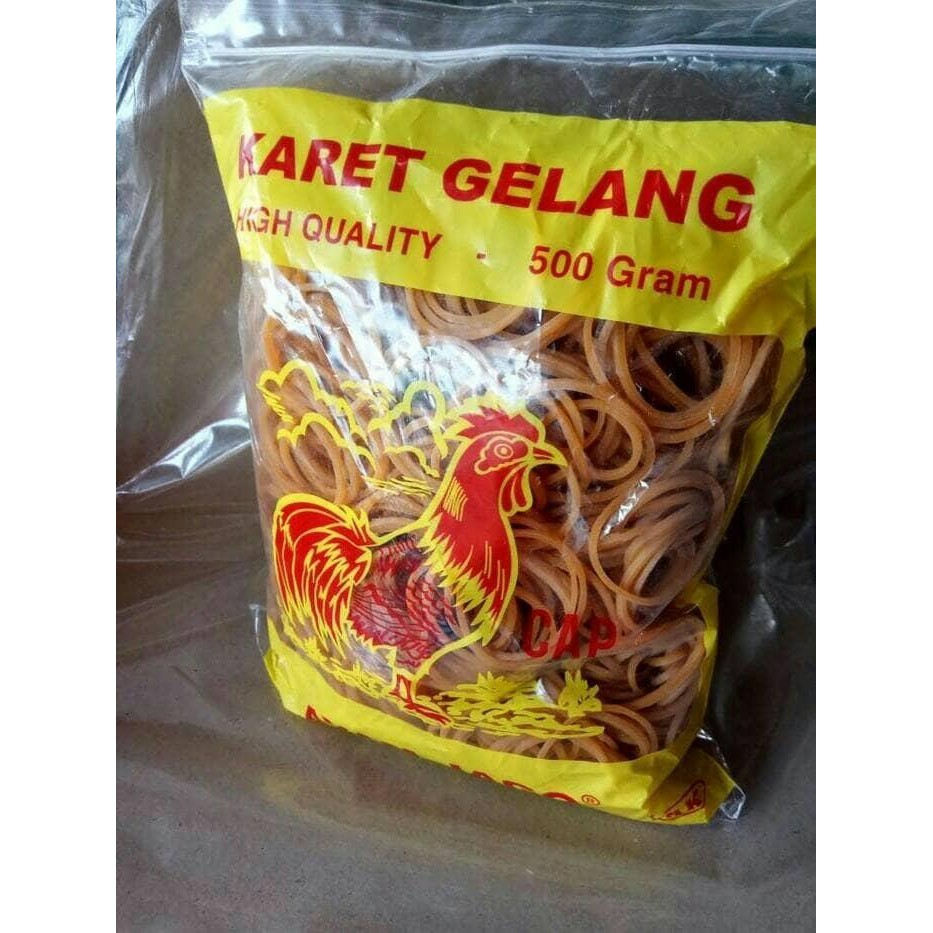 KARET GELANG
HIGH QUALITY - 500 Gram
CAP